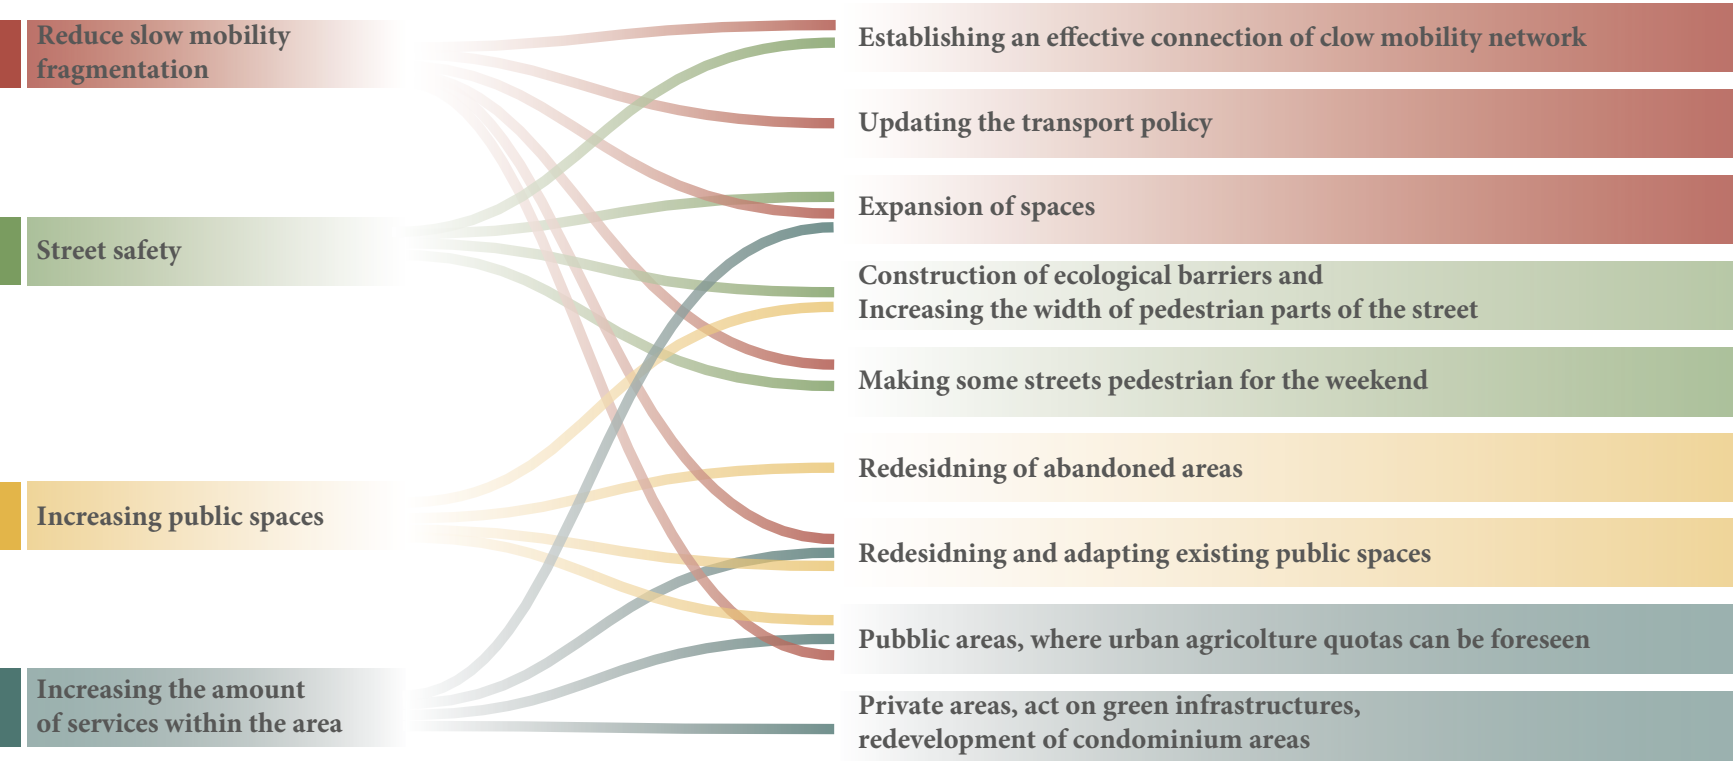 Reduce slow mobility
fragmentation
Street safety
Increasing public spaces
Increasing the amount
of services within the area
Establishing an effective connection of clow mobility network
Updating the transport policy
Expansion of spaces
Construction of ecological barriers and
Increasing the width of pedestrian parts of the street
Making some streets pedestrian for the weekend
Redesidning of abandoned areas
Redesidning and adapting existing public spaces
Pubblic areas, where urban agricolture quotas can be foreseen
Private areas, act on green infrastructures,
redevelopment of condominium areas